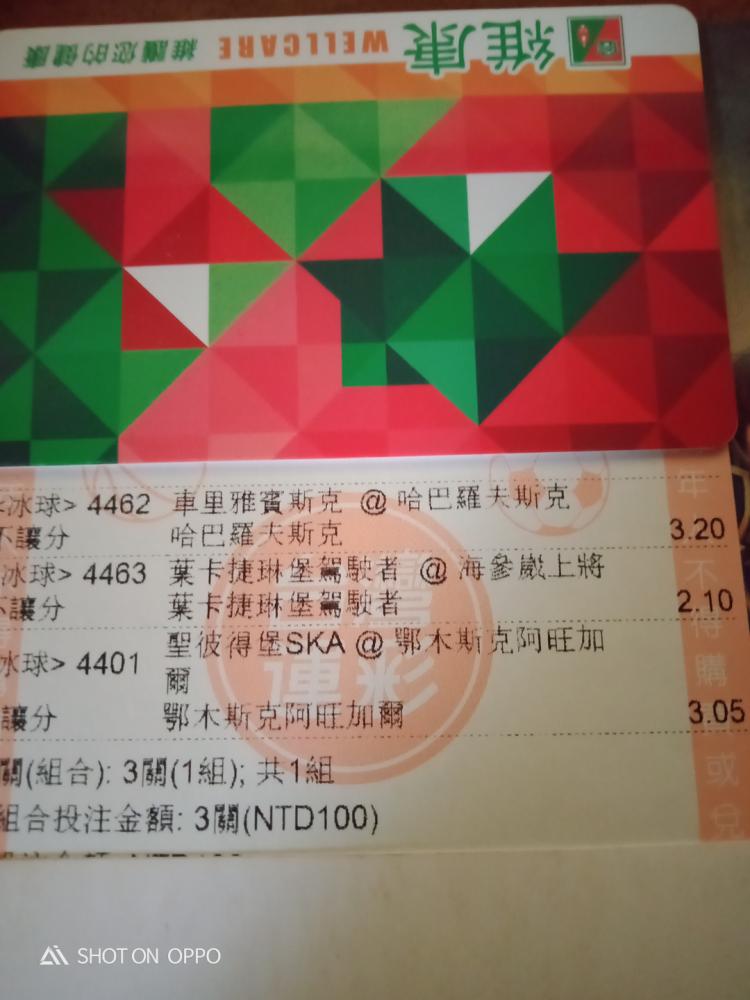 維康 WELLCARE 維護您的健康
冰球> 4462 車里雅賓斯克 @ 哈巴羅夫斯克
不讓分 哈巴羅夫斯克 3.20
冰球> 4463 葉卡捷琳堡駕駛者 @ 海參崴上將
不讓分 葉卡捷琳堡駕駛者 2.10
冰球> 4401 聖彼得堡SKA @ 鄂木斯克阿旺加
爾
讓分 鄂木斯克阿旺加爾 3.05
關(組合): 3關(1組); 共1組
組合投注金額: 3關(NTD100)
年
不
得
購
或
SHOT ON OPPO